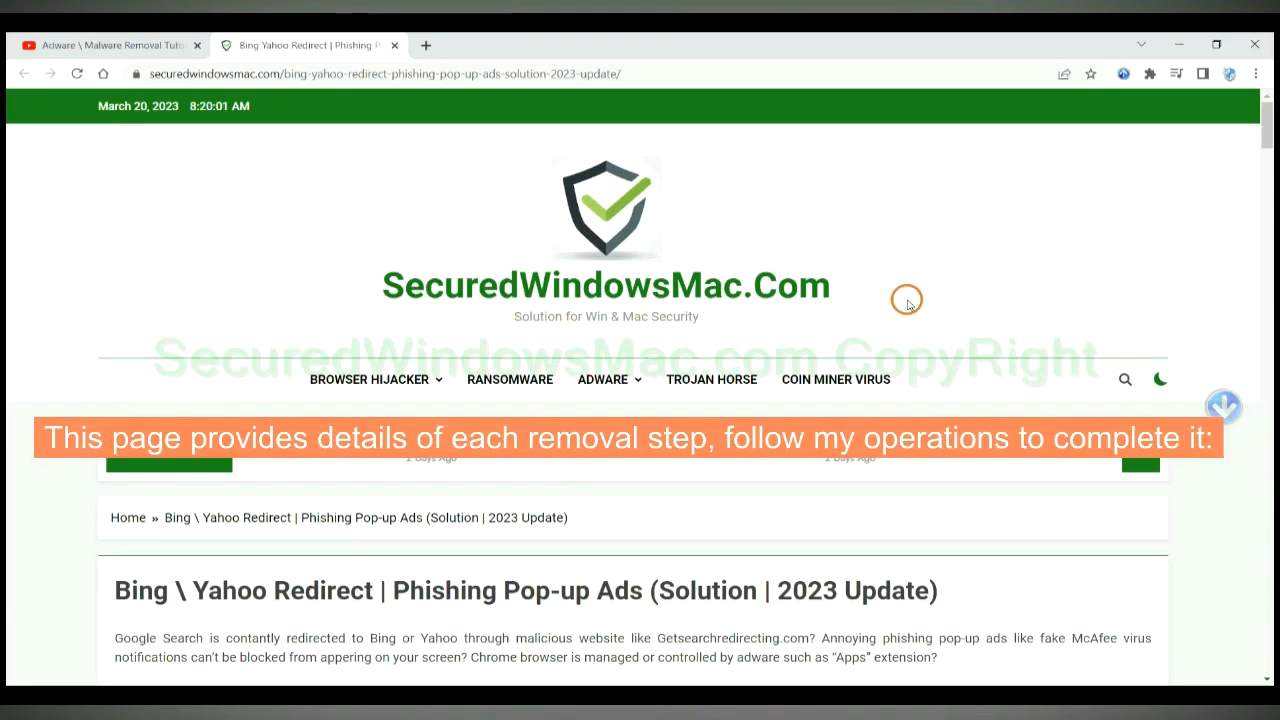 Adware \ Malware Removal Tuto
Bing Yahoo Redirect | Phishing P
securedwindowsmac.com/bing-yahoo-redirect-phishing-pop-up-ads-solution-2023-update/
March 20, 2023 8:20:01 AM
SecuredWindowsMac.Com
Solution for Win & Mac Security
SecuredWindowsMac.com CopyRight
BROWSER HIJACKER RANSOMWARE ADWARE TROJAN HORSE COIN MINER VIRUS
This page provides details of each removal step, follow my operations to complete it:
2 Days Ago 2 Days Ago
Home » Bing \ Yahoo Redirect | Phishing Pop-up Ads (Solution | 2023 Update)
Bing \ Yahoo Redirect | Phishing Pop-up Ads (Solution | 2023 Update)
Google Search is contantly redirected to Bing or Yahoo through malicious website like Getsearchredirecting.com? Annoying phishing pop-up ads like fake McAfee virus
notifications can't be blocked from appering on your screen? Chrome browser is managed or controlled by adware such as “Apps” extension?